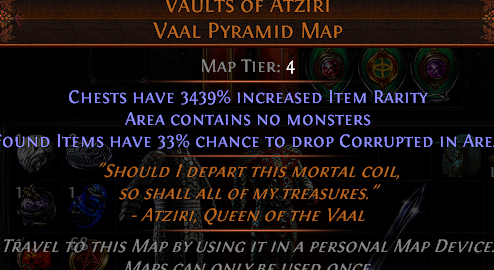 Vaults of Atziri
Vaal Pyramid Map
Map Tier: 4
Chests have 3439% increased Item Rarity
Area contains no monsters
Found Items have 33% chance to drop Corrupted in Are
"Should I depart this mortal coil,
so shall all of my treasures."
- Atziri, Queen of the Vaal
Travel to this Map by using it in a personal Map Device.
Maps can only be used once